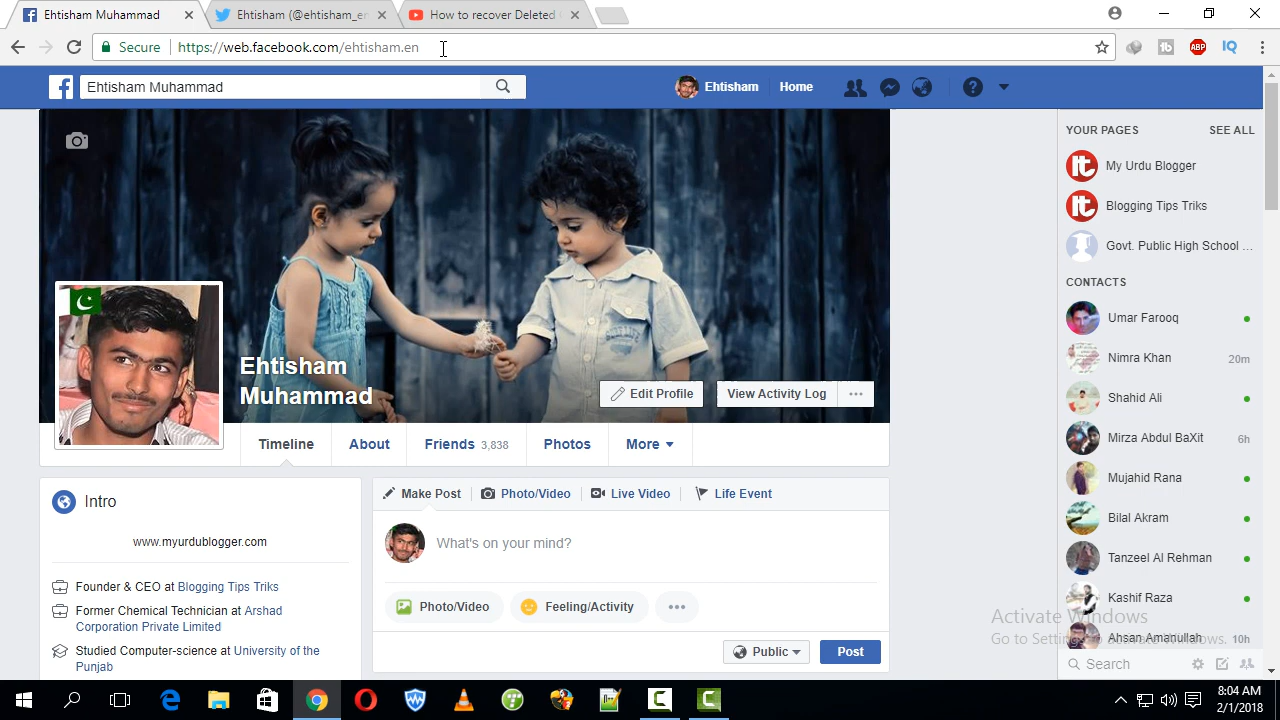 Ehtisham Muhammad
Ehtisham (@ehtisham_en
How to recover Deleted
Secure https://web.facebook.com/ehtisham.en
ABP
IQ
Ehtisham Muhammad
Ehtisham
Home
Ehtisham
Muhammad
Edit Profile
View Activity Log
Timeline
About
Friends 3,838
Photos
More
Intro
www.myurdublogger.com
Founder & CEO at Blogging Tips Triks
Former Chemical Technician at Arshad
Corporation Private Limited
Studied Computer-science at University of the
Punjab
Make Post
Photo/Video
Live Video
Life Event
What's on your mind?
Photo/Video
Feeling/Activity
Public
Post
YOUR PAGES
SEE ALL
My Urdu Blogger
Blogging Tips Triks
Govt. Public High School ...
CONTACTS
Umar Farooq
Nimra Khan 20m
Shahid Ali
Mirza Abdul BaXit 6h
Mujahid Rana
Bilal Akram
Tanzeel Al Rehman
Kashif Raza
Ahsan Amanullah 10h
Activate Windows
Go to Settings to activate Windows.
Search
8:04 AM
2/1/2018